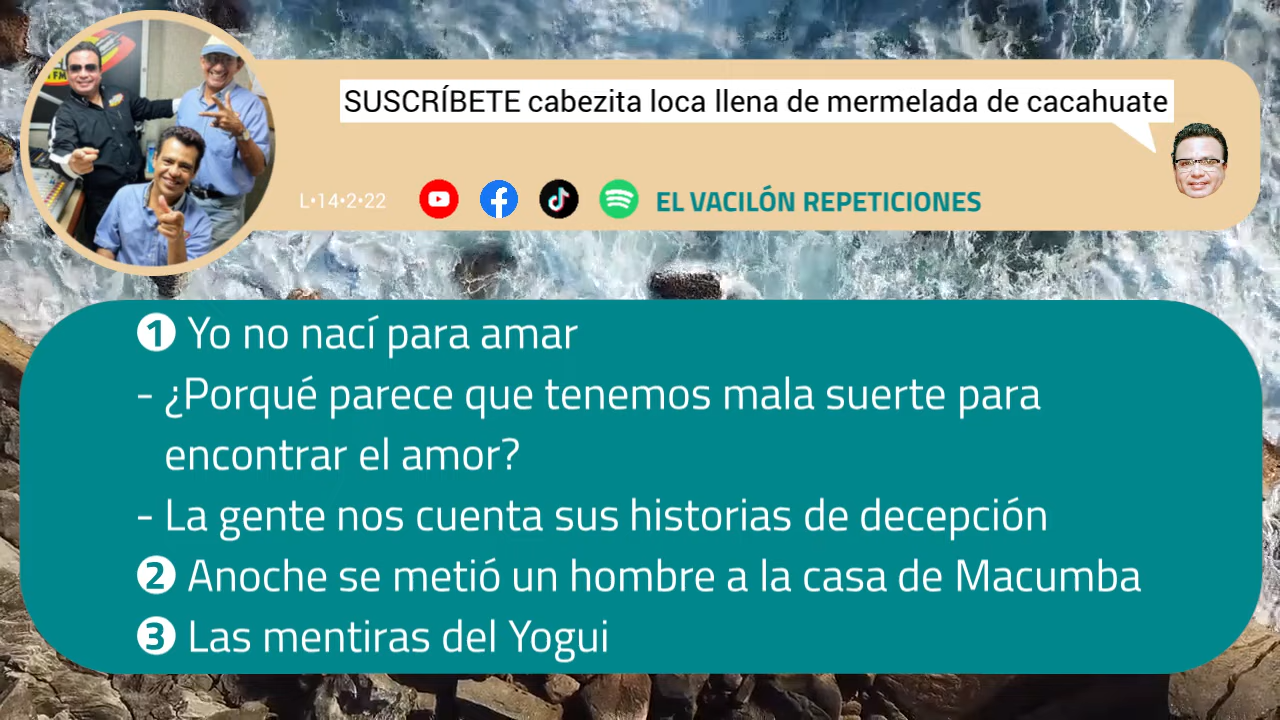 SUSCRÍBETE cabezita loca llena de mermelada de cacahuate
L•14•2•22
EL VACILÓN REPETICIONES
❶ Yo no nací para amar
- ¿Porqué parece que tenemos mala suerte para
encontrar el amor?
- La gente nos cuenta sus historias de decepción
❷ Anoche se metió un hombre a la casa de Macumba
❸ Las mentiras del Yogui